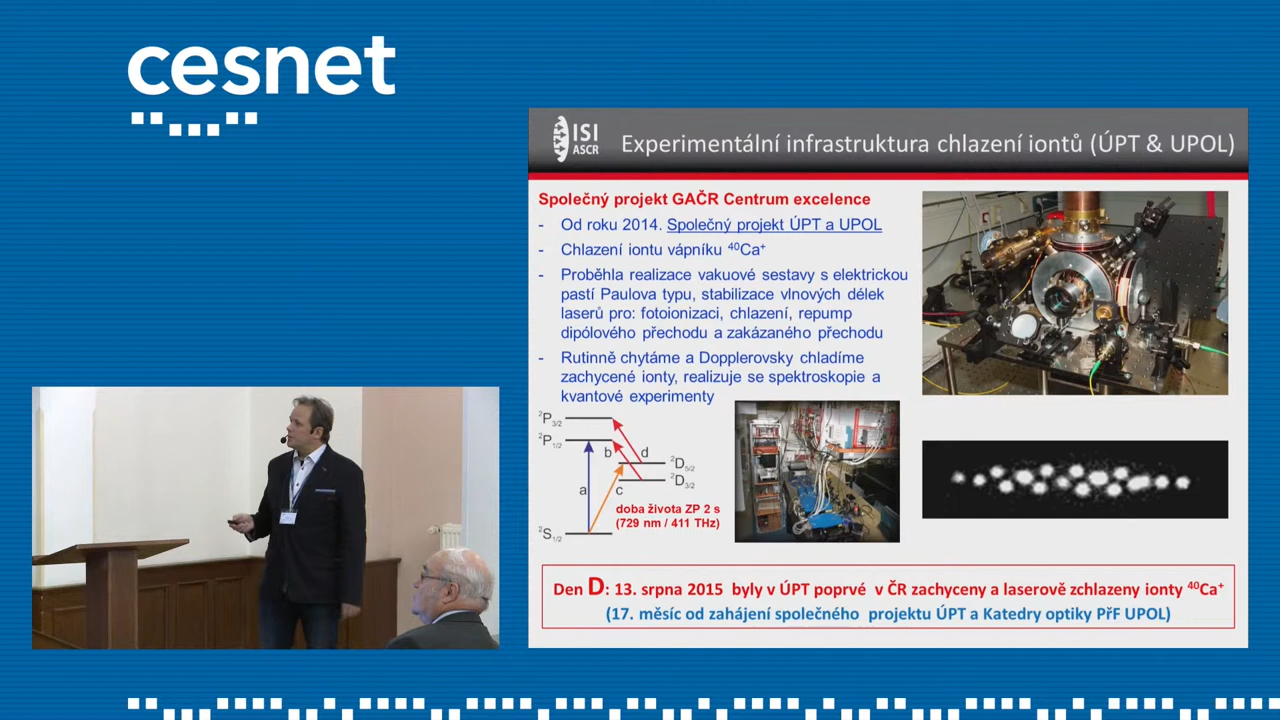 cesnet
ISI
ASCR
Experimentální infrastruktura chlazení iontů (ÚPT & UPOL)
Společný projekt GAČR Centrum excelence
- Od roku 2014. Společný projekt ÚPT a UPOL
- Chlazení iontu vápníku ⁴⁰Ca⁺
- Proběhla realizace vakuové sestavy s elektrickou
pastí Paulova typu, stabilizace vlnových délek
laserů pro: fotoionizaci, chlazení, repump
dipólového přechodu a zakázaného přechodu
- Rutinně chytáme a Dopplerovsky chladíme
zachycené ionty, realizuje se spektroskopie a
kvantové experimenty
²P₃/₂
²P₁/₂
b
d
²D₅/₂
²D₃/₂
a
c
doba života ZP 2 s
(729 nm / 411 THz)
²S₁/₂
Den D: 13. srpna 2015 byly v ÚPT poprvé v ČR zachyceny a laserově zchlazeny ionty ⁴⁰Ca⁺
(17. měsíc od zahájení společného projektu ÚPT a Katedry optiky PřF UPOL)